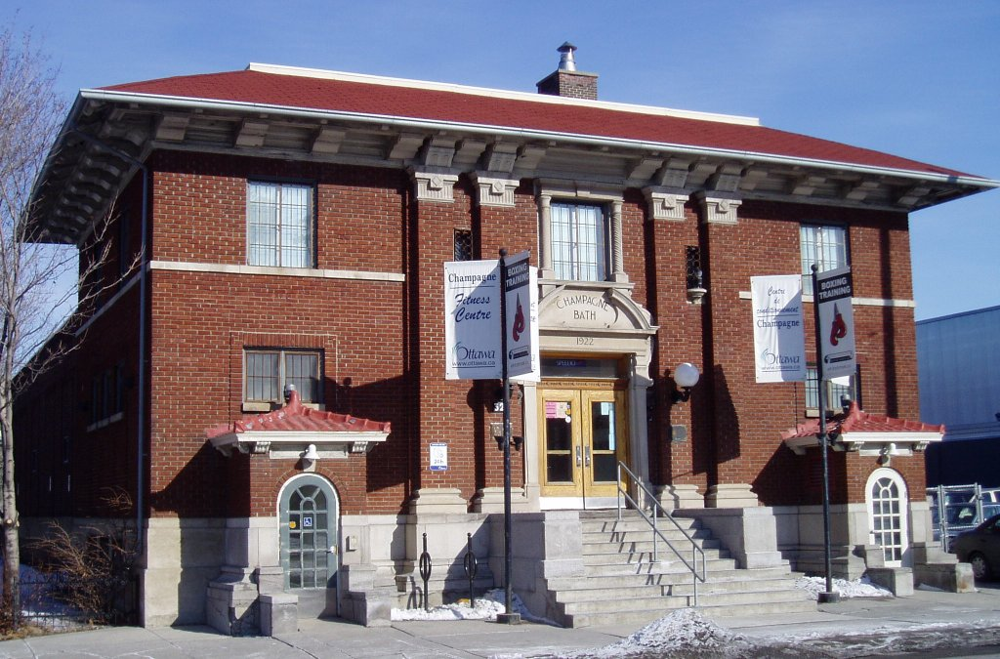 Champagne
Fitness
Centre
Ottawa
www.ottawa.ca
BOXING
TRAINING
CHAMPAGNE
BATH
1922
Centre
de
conditionnement
Champagne
Ottawa
BOXING
TRAINING